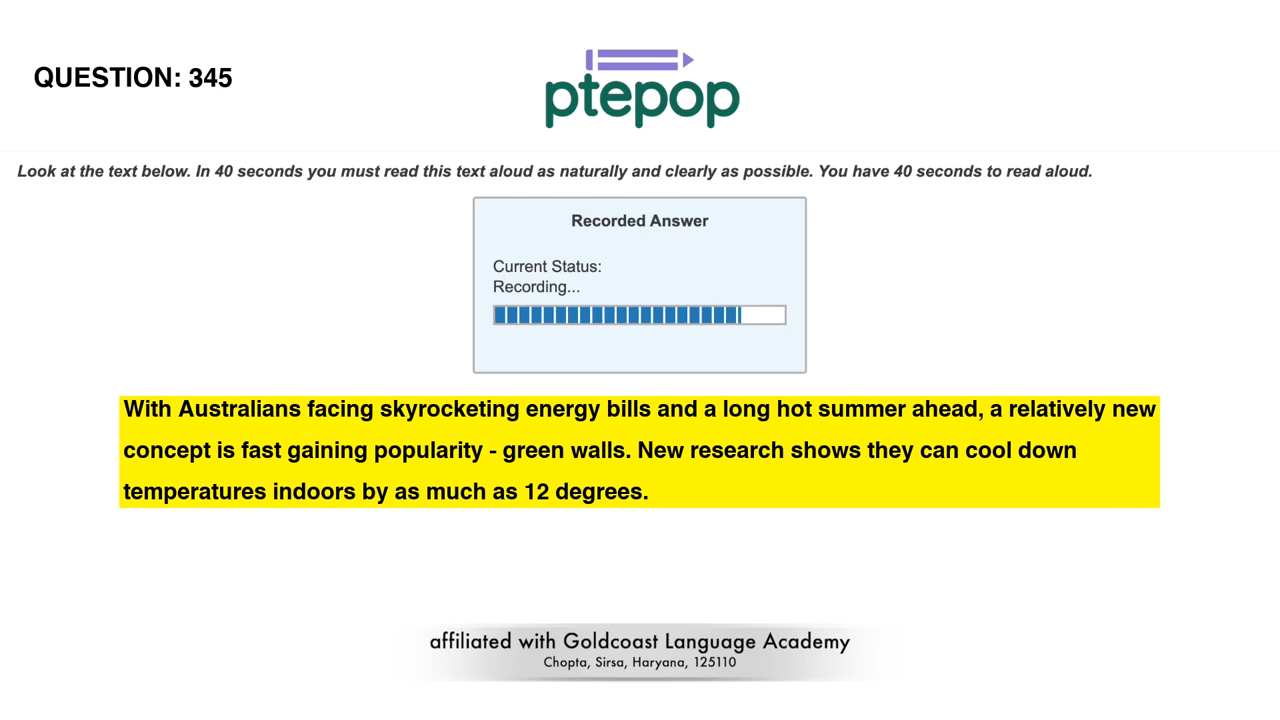 QUESTION: 345
ptepop
Look at the text below. In 40 seconds you must read this text aloud as naturally and clearly as possible. You have 40 seconds to read aloud.
Recorded Answer
Current Status:
Recording...
With Australians facing skyrocketing energy bills and a long hot summer ahead, a relatively new
concept is fast gaining popularity - green walls. New research shows they can cool down
temperatures indoors by as much as 12 degrees.
affiliated with Goldcoast Language Academy
Chopta, Sirsa, Haryana, 125110